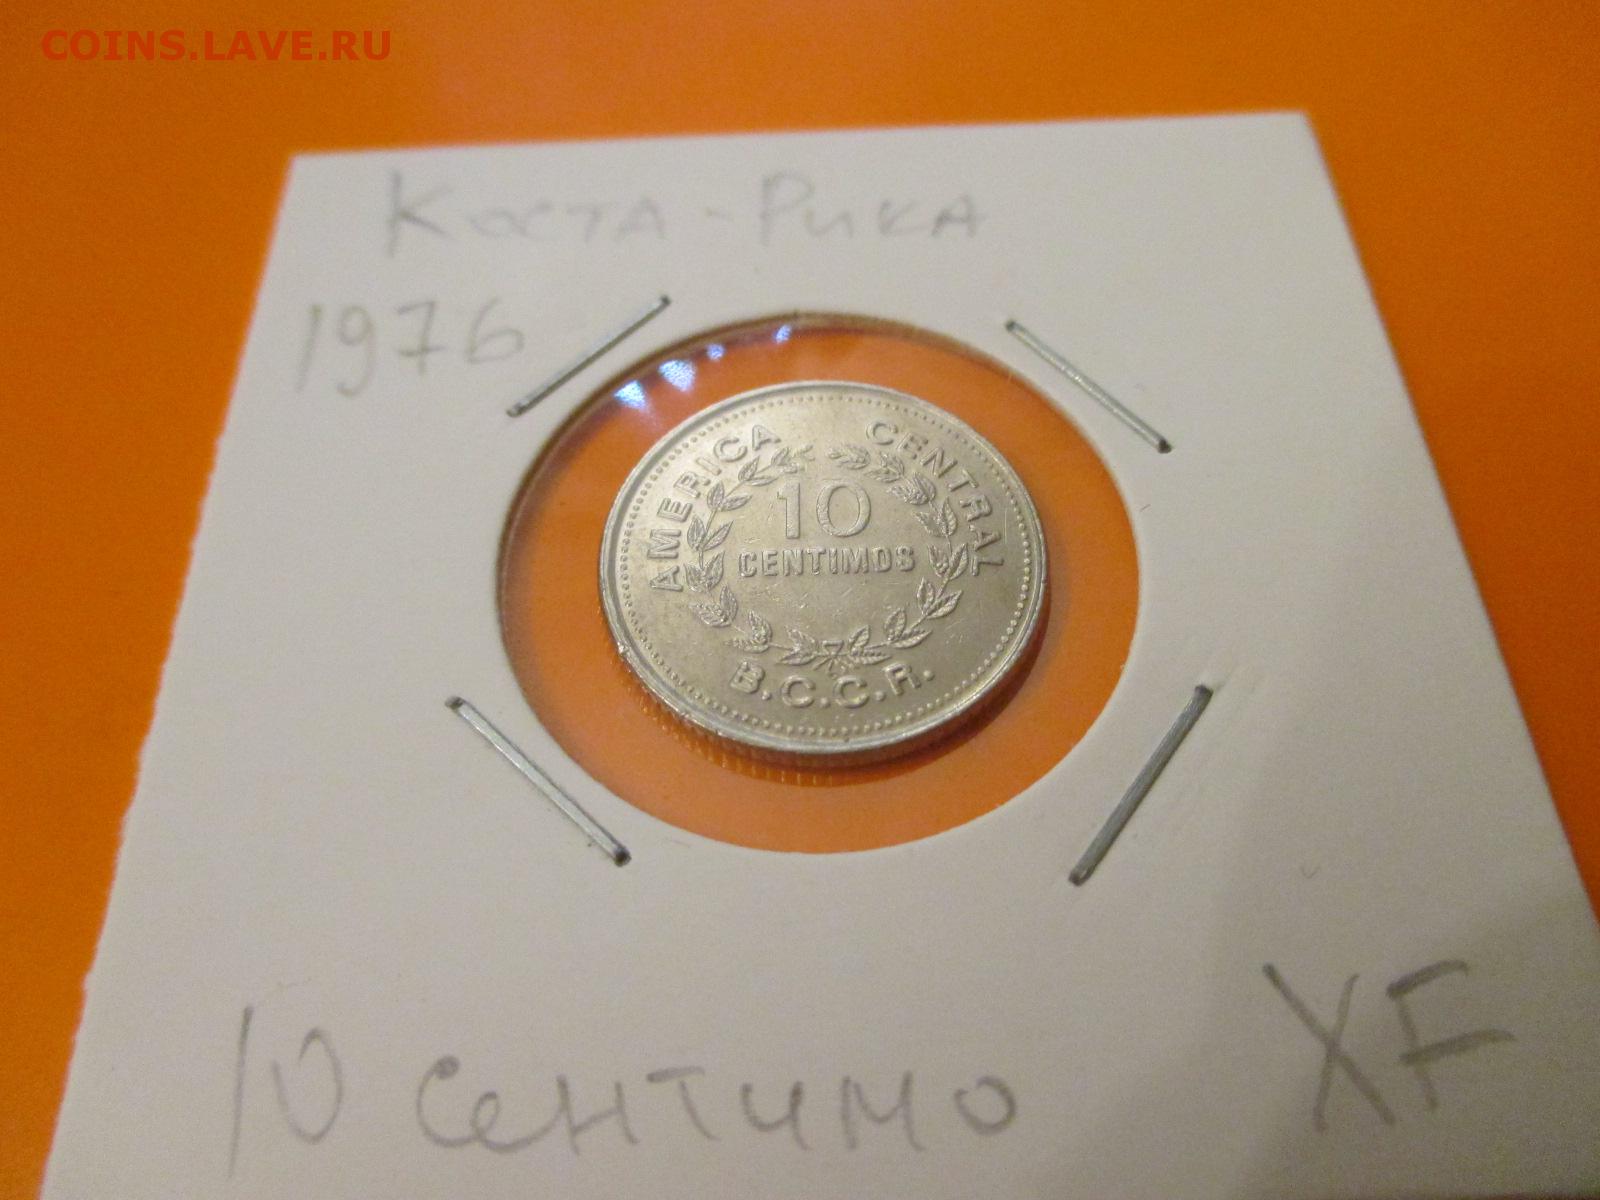 COINS.LAVE.RU
Коста-Рика
1976
AMERICA CENTRAL
10
CENTIMOS
B.C.C.R.
10 сентимо
XF